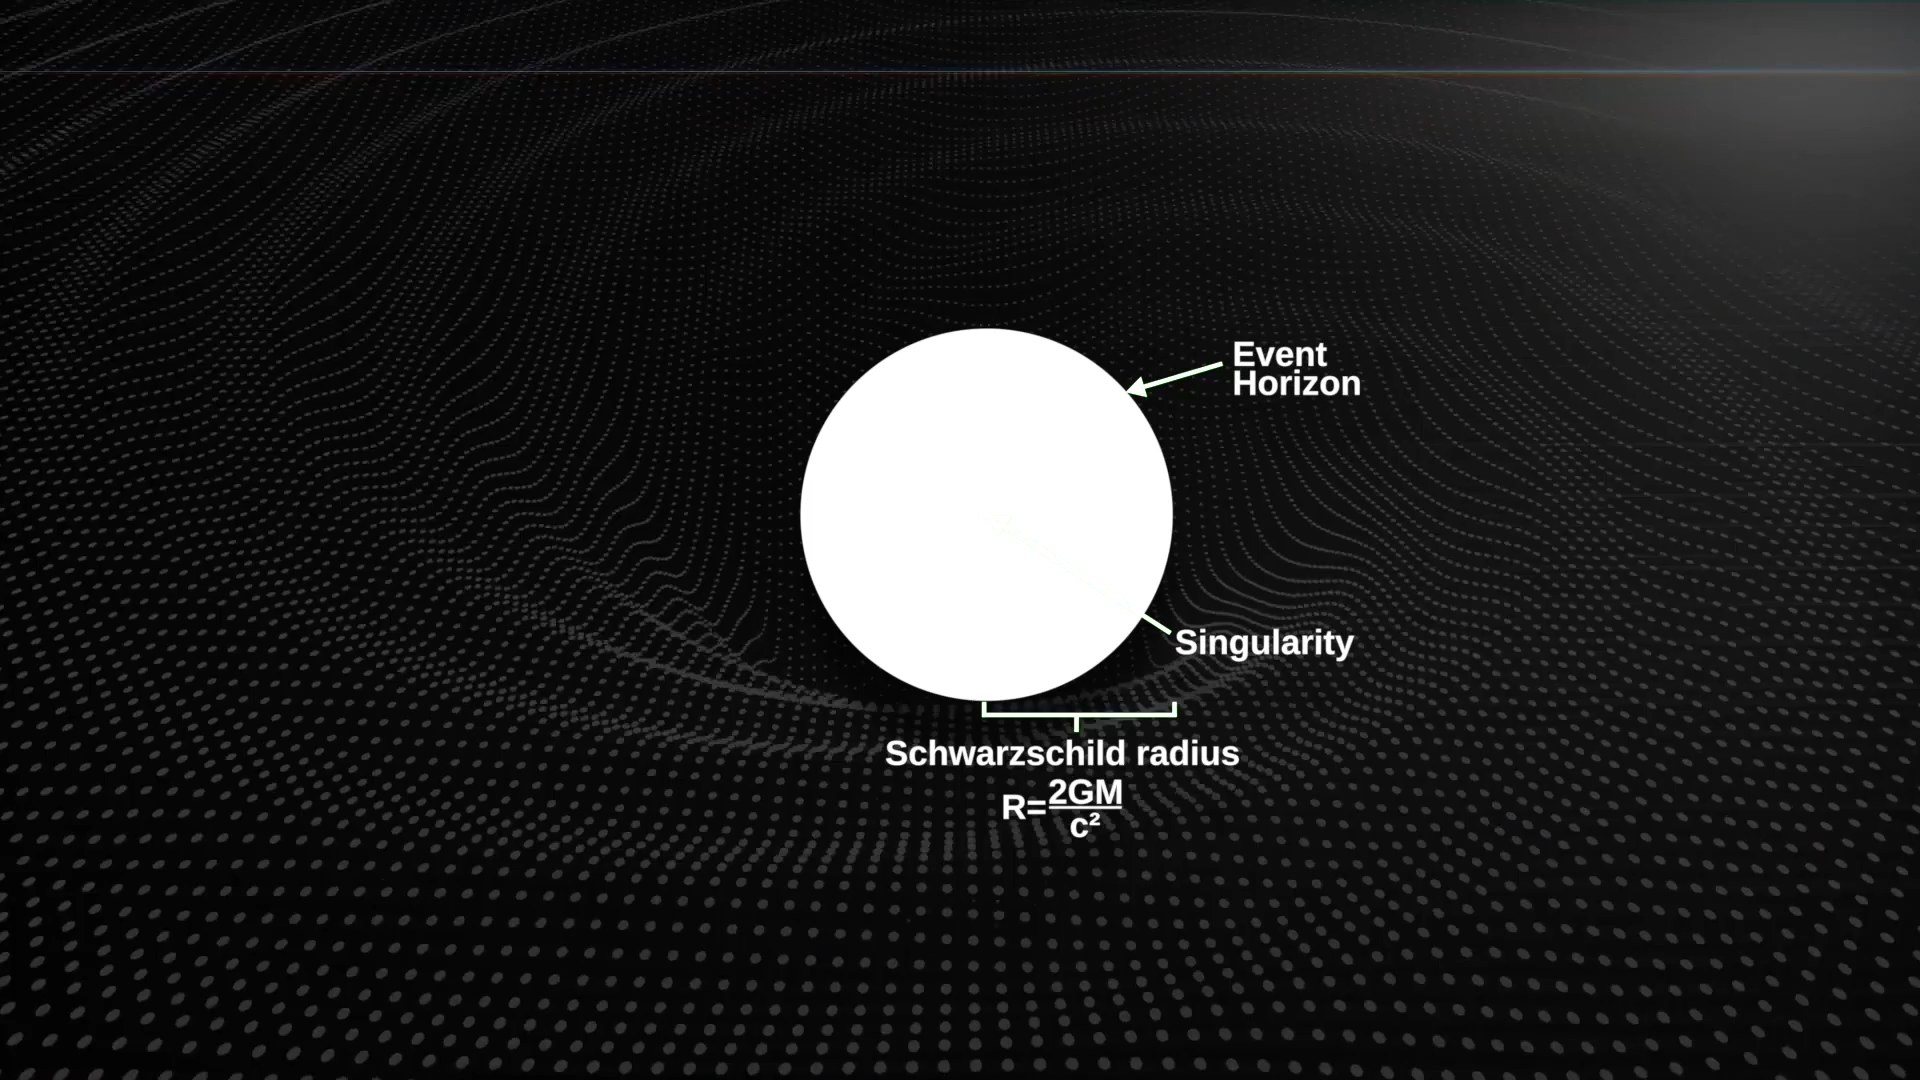 Event
Horizon
Singularity
Schwarzschild radius
R=2GM
c²